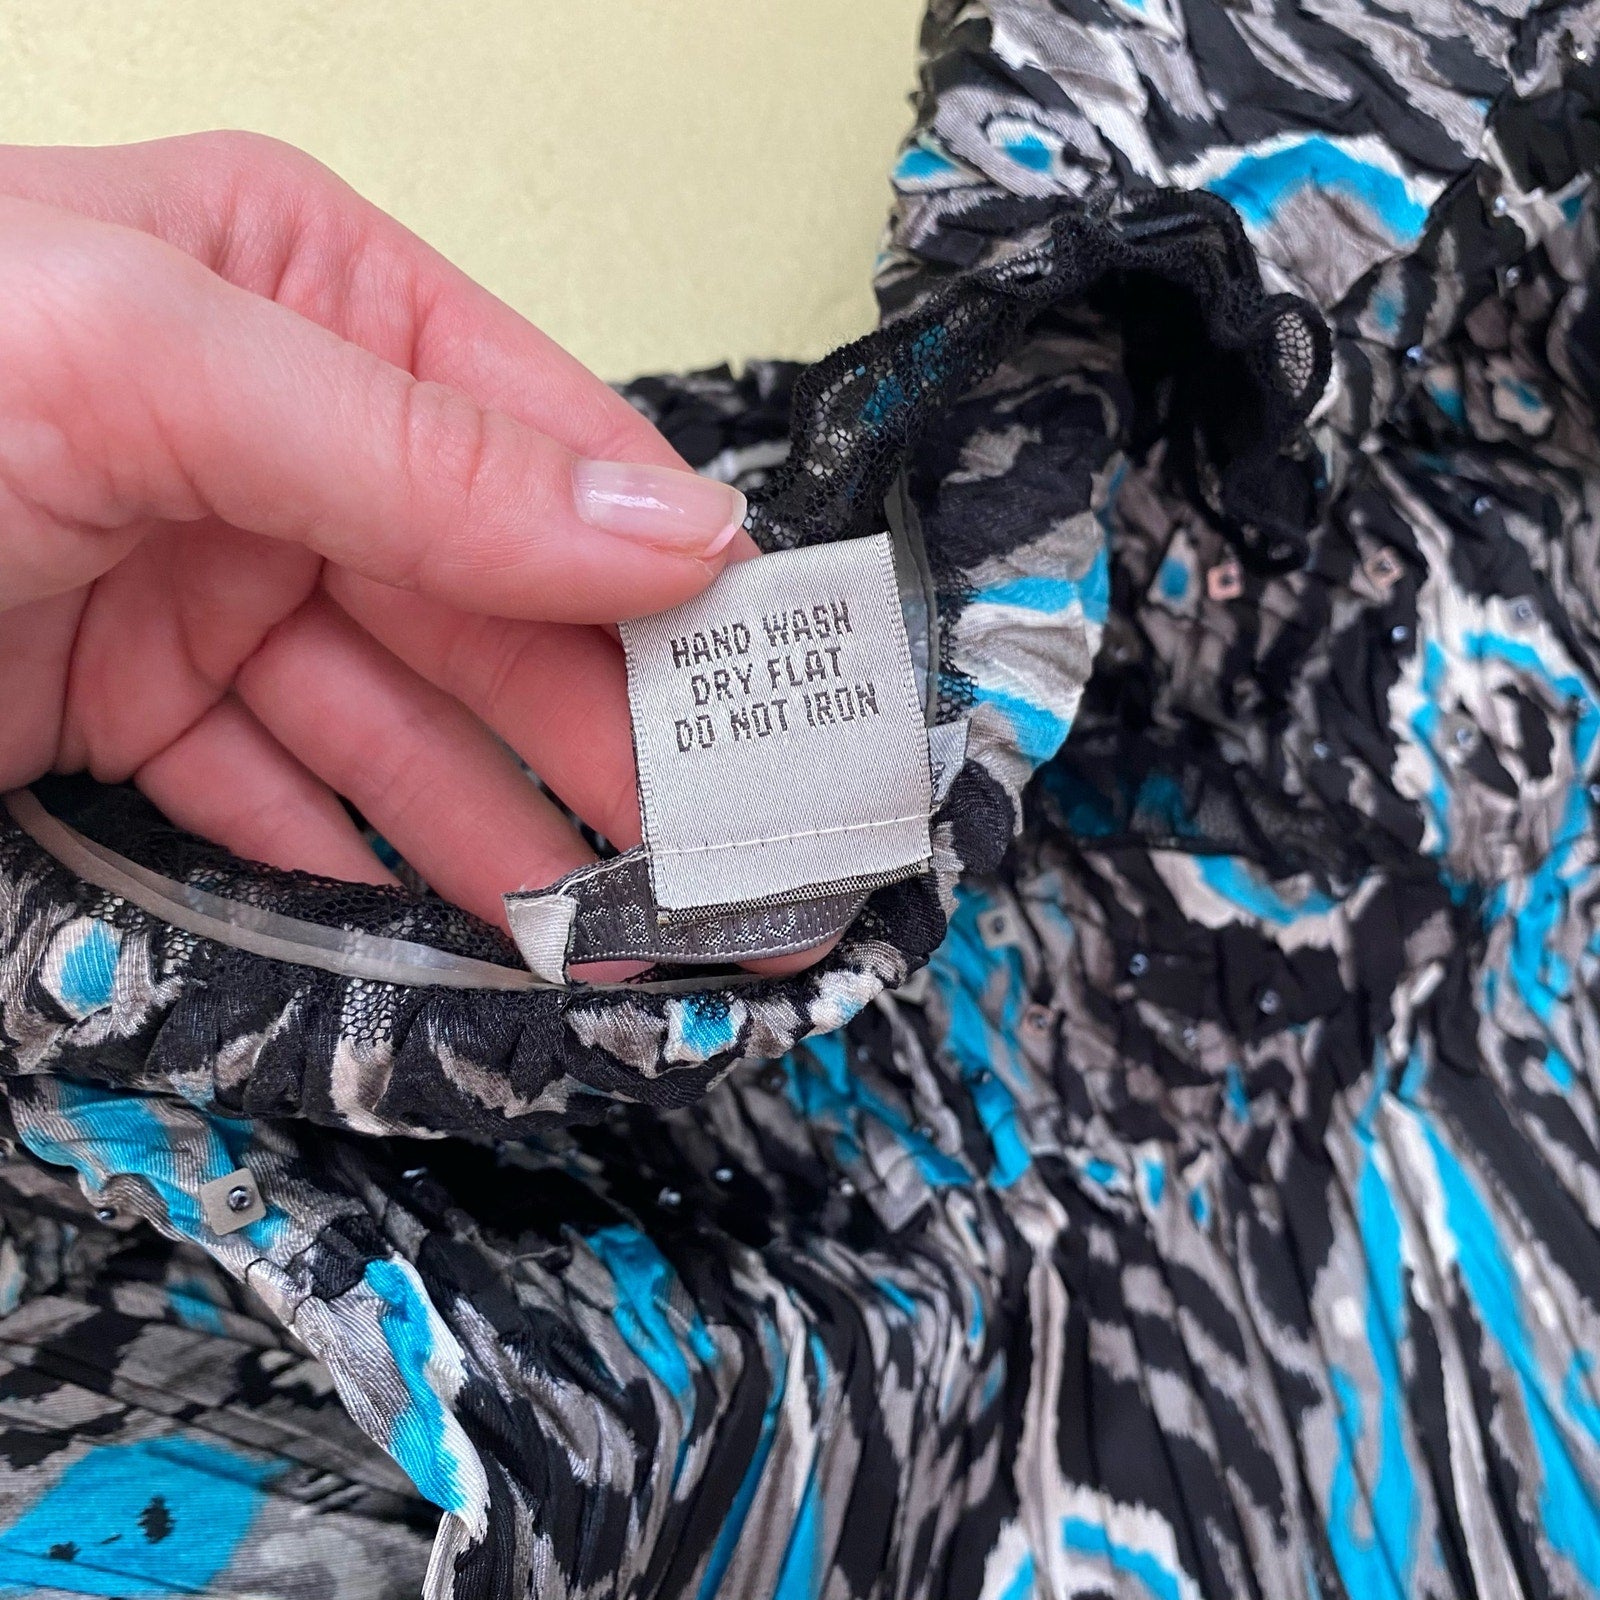 HAND WASH
DRY FLAT
DO NOT IRON